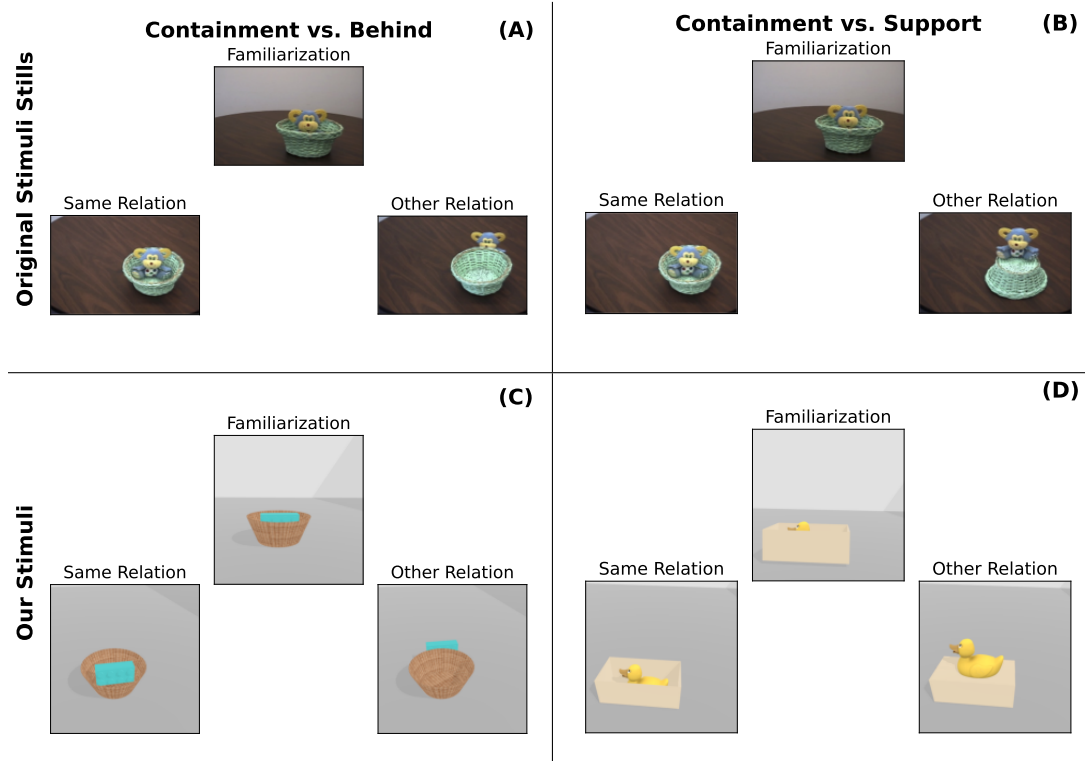 Containment vs. Behind
(A)
Familiarization
Original Stimuli Stills
Same Relation
Other Relation
Containment vs. Support
(B)
Familiarization
Same Relation
Other Relation
(C)
Familiarization
Our Stimuli
Same Relation
Other Relation
(D)
Familiarization
Same Relation
Other Relation